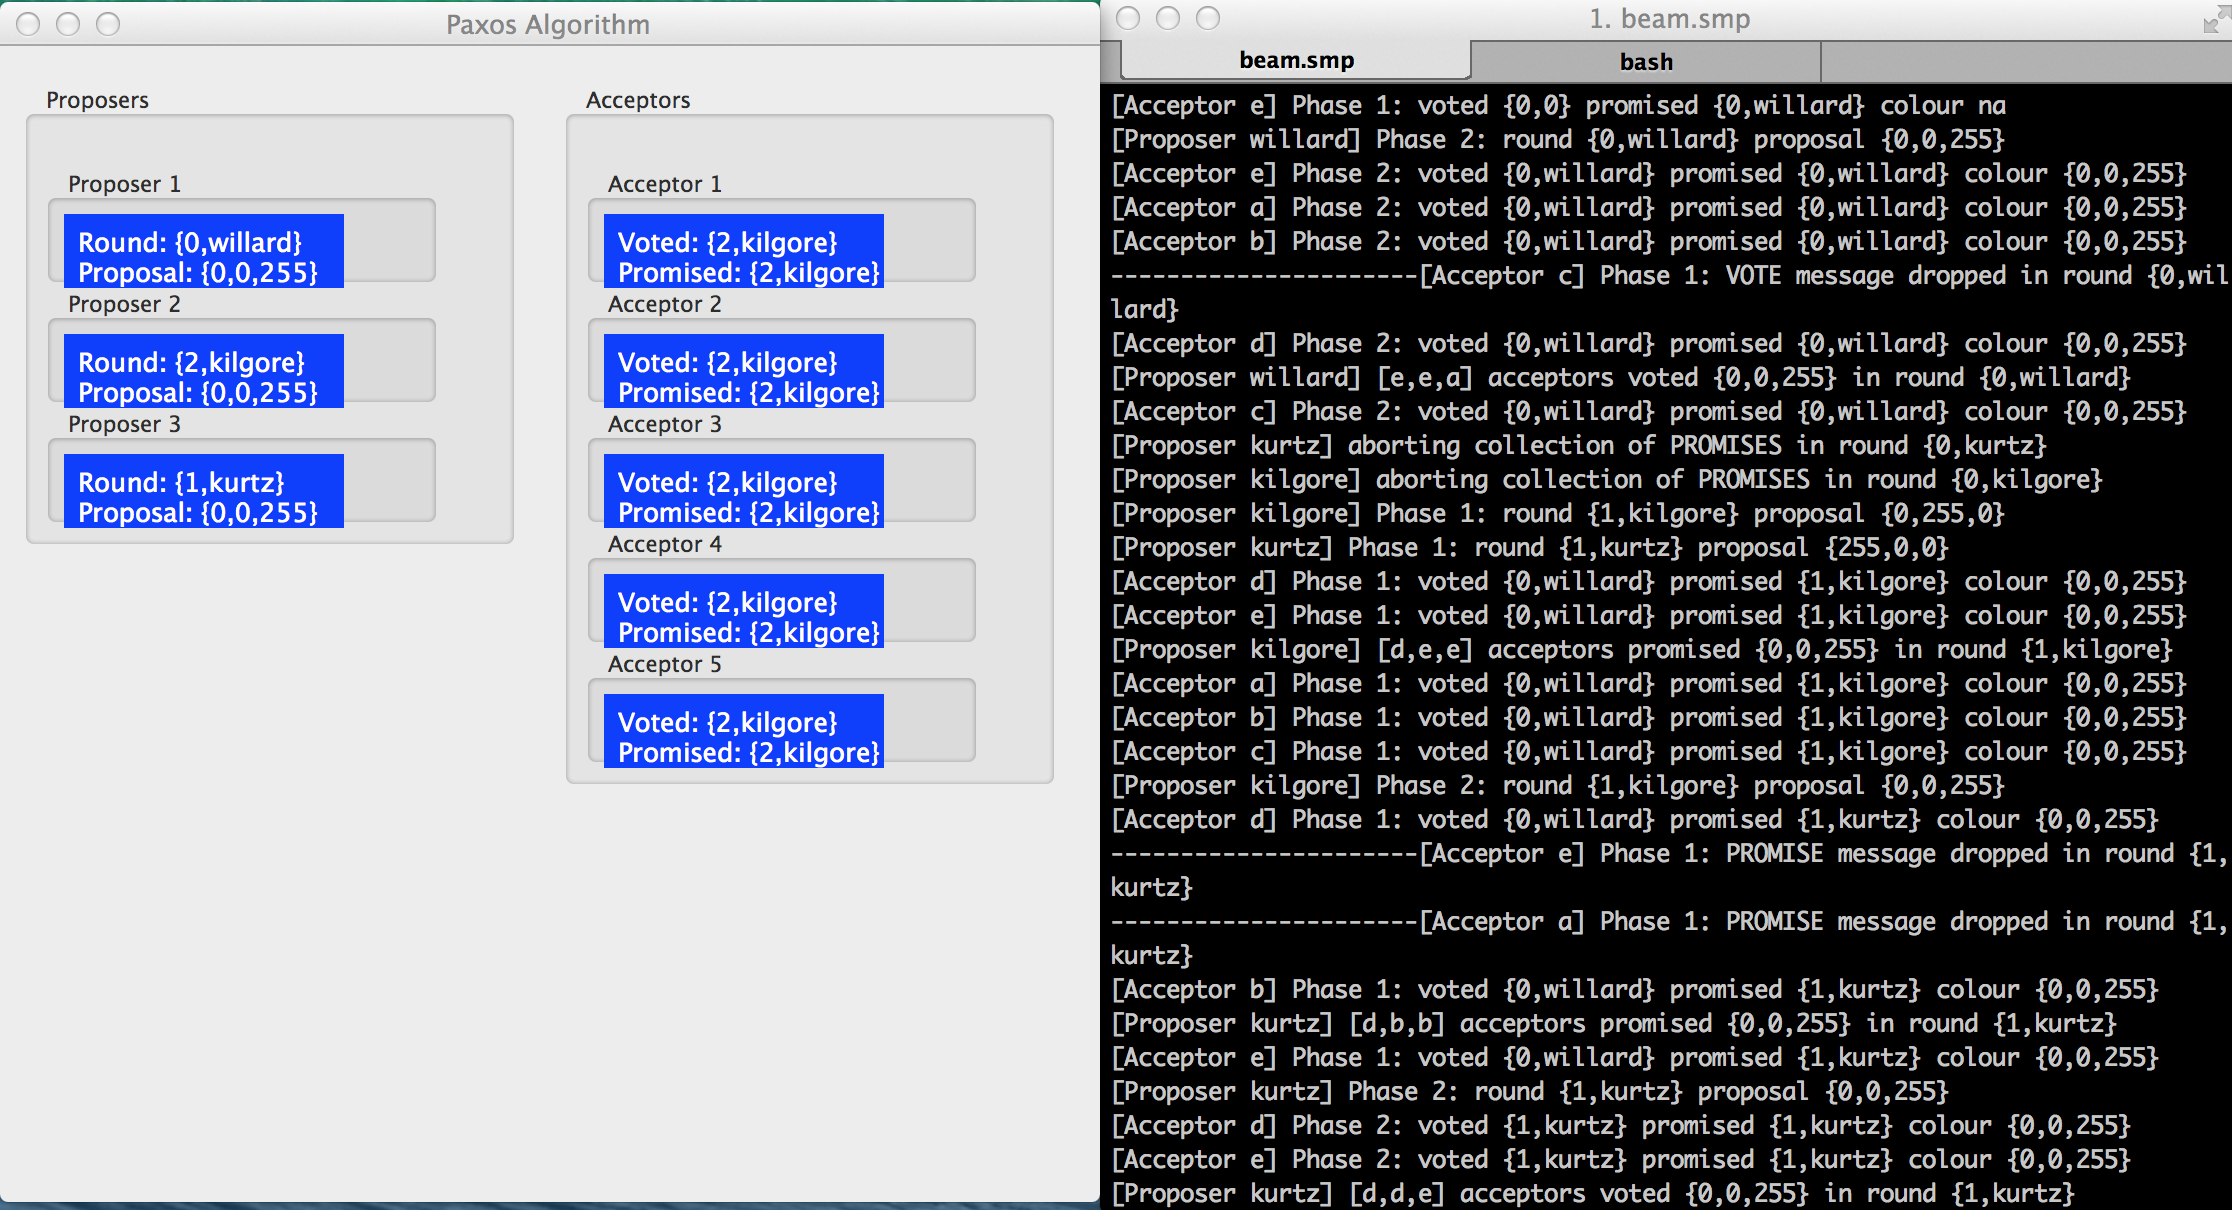 Paxos Algorithm
Proposers
Proposer 1
Round: {0,willard}
Proposal: {0,0,255}
Proposer 2
Round: {2,kilgore}
Proposal: {0,0,255}
Proposer 3
Round: {1,kurtz}
Proposal: {0,0,255}
Acceptors
Acceptor 1
Voted: {2,kilgore}
Promised: {2,kilgore}
Acceptor 2
Voted: {2,kilgore}
Promised: {2,kilgore}
Acceptor 3
Voted: {2,kilgore}
Promised: {2,kilgore}
Acceptor 4
Voted: {2,kilgore}
Promised: {2,kilgore}
Acceptor 5
Voted: {2,kilgore}
Promised: {2,kilgore}
1. beam.smp
beam.smp
bash
[Acceptor e] Phase 1: voted {0,0} promised {0,willard} colour na
[Proposer willard] Phase 2: round {0,willard} proposal {0,0,255}
[Acceptor e] Phase 2: voted {0,willard} promised {0,willard} colour {0,0,255}
[Acceptor a] Phase 2: voted {0,willard} promised {0,willard} colour {0,0,255}
[Acceptor b] Phase 2: voted {0,willard} promised {0,willard} colour {0,0,255}
----------------------[Acceptor c] Phase 1: VOTE message dropped in round {0,wil
lard}
[Acceptor d] Phase 2: voted {0,willard} promised {0,willard} colour {0,0,255}
[Proposer willard] [e,e,a] acceptors voted {0,0,255} in round {0,willard}
[Acceptor c] Phase 2: voted {0,willard} promised {0,willard} colour {0,0,255}
[Proposer kurtz] aborting collection of PROMISES in round {0,kurtz}
[Proposer kilgore] aborting collection of PROMISES in round {0,kilgore}
[Proposer kilgore] Phase 1: round {1,kilgore} proposal {0,255,0}
[Proposer kurtz] Phase 1: round {1,kurtz} proposal {255,0,0}
[Acceptor d] Phase 1: voted {0,willard} promised {1,kilgore} colour {0,0,255}
[Acceptor e] Phase 1: voted {0,willard} promised {1,kilgore} colour {0,0,255}
[Proposer kilgore] [d,e,e] acceptors promised {0,0,255} in round {1,kilgore}
[Acceptor a] Phase 1: voted {0,willard} promised {1,kilgore} colour {0,0,255}
[Acceptor b] Phase 1: voted {0,willard} promised {1,kilgore} colour {0,0,255}
[Acceptor c] Phase 1: voted {0,willard} promised {1,kilgore} colour {0,0,255}
[Proposer kilgore] Phase 2: round {1,kilgore} proposal {0,0,255}
[Acceptor d] Phase 1: voted {0,willard} promised {1,kurtz} colour {0,0,255}
----------------------[Acceptor e] Phase 1: PROMISE message dropped in round {1,
kurtz}
----------------------[Acceptor a] Phase 1: PROMISE message dropped in round {1,
kurtz}
[Acceptor b] Phase 1: voted {0,willard} promised {1,kurtz} colour {0,0,255}
[Proposer kurtz] [d,b,b] acceptors promised {0,0,255} in round {1,kurtz}
[Acceptor e] Phase 1: voted {0,willard} promised {1,kurtz} colour {0,0,255}
[Proposer kurtz] Phase 2: round {1,kurtz} proposal {0,0,255}
[Acceptor d] Phase 2: voted {1,kurtz} promised {1,kurtz} colour {0,0,255}
[Acceptor e] Phase 2: voted {1,kurtz} promised {1,kurtz} colour {0,0,255}
[Proposer kurtz] [d,d,e] acceptors voted {0,0,255} in round {1,kurtz}